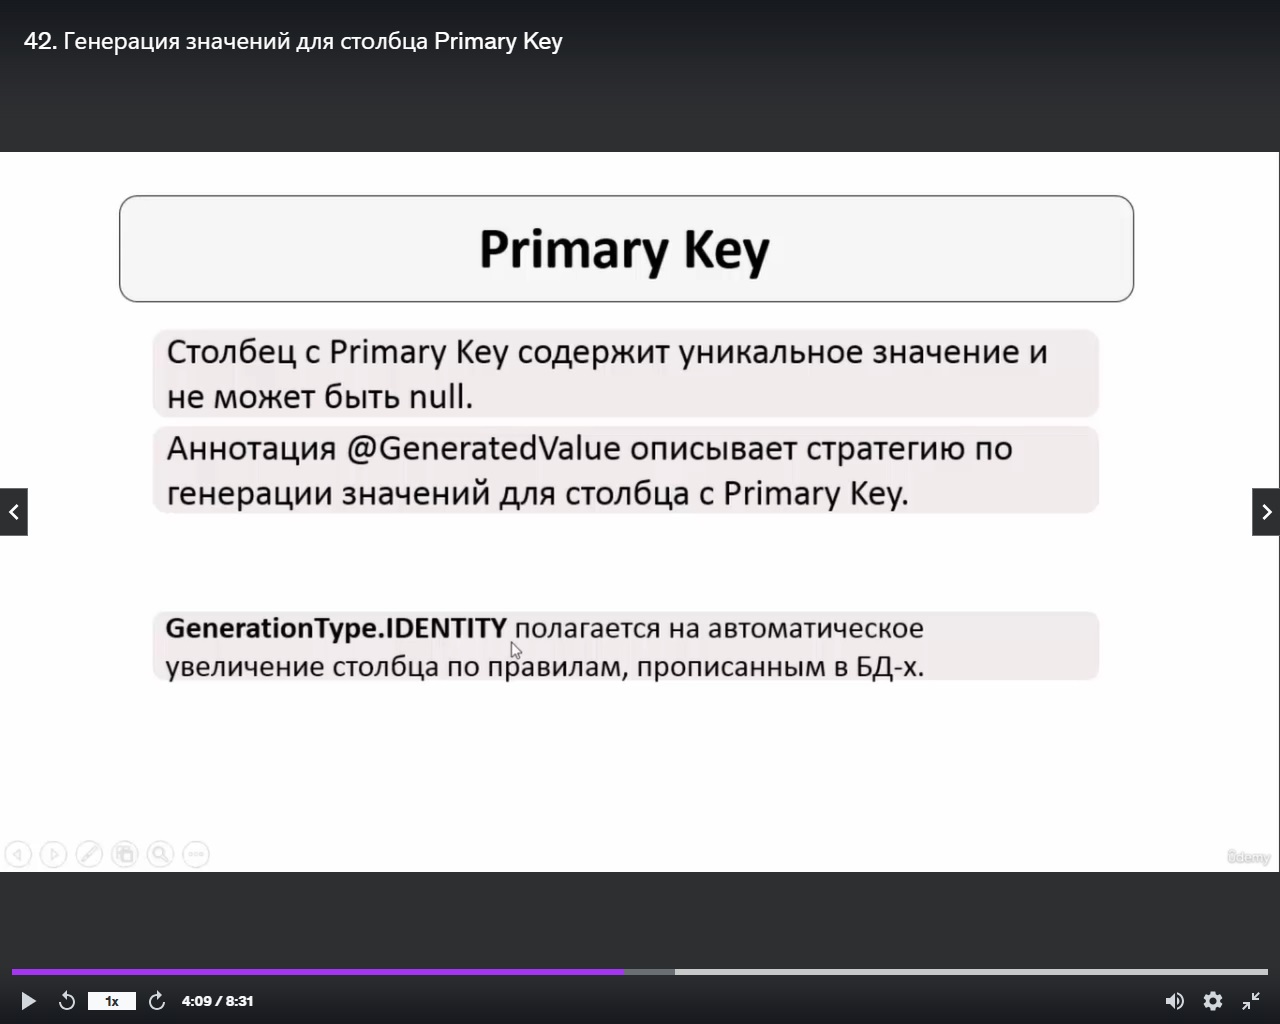 42. Генерация значений для столбца Primary Key
Primary Key
Столбец с Primary Key содержит уникальное значение и
не может быть null.
Аннотация @GeneratedValue описывает стратегию по
генерации значений для столбца с Primary Key.
GenerationType.IDENTITY полагается на автоматическое
увеличение столбца по правилам, прописанным в БД-х.
ûdemy
1x
4:09 / 8:31